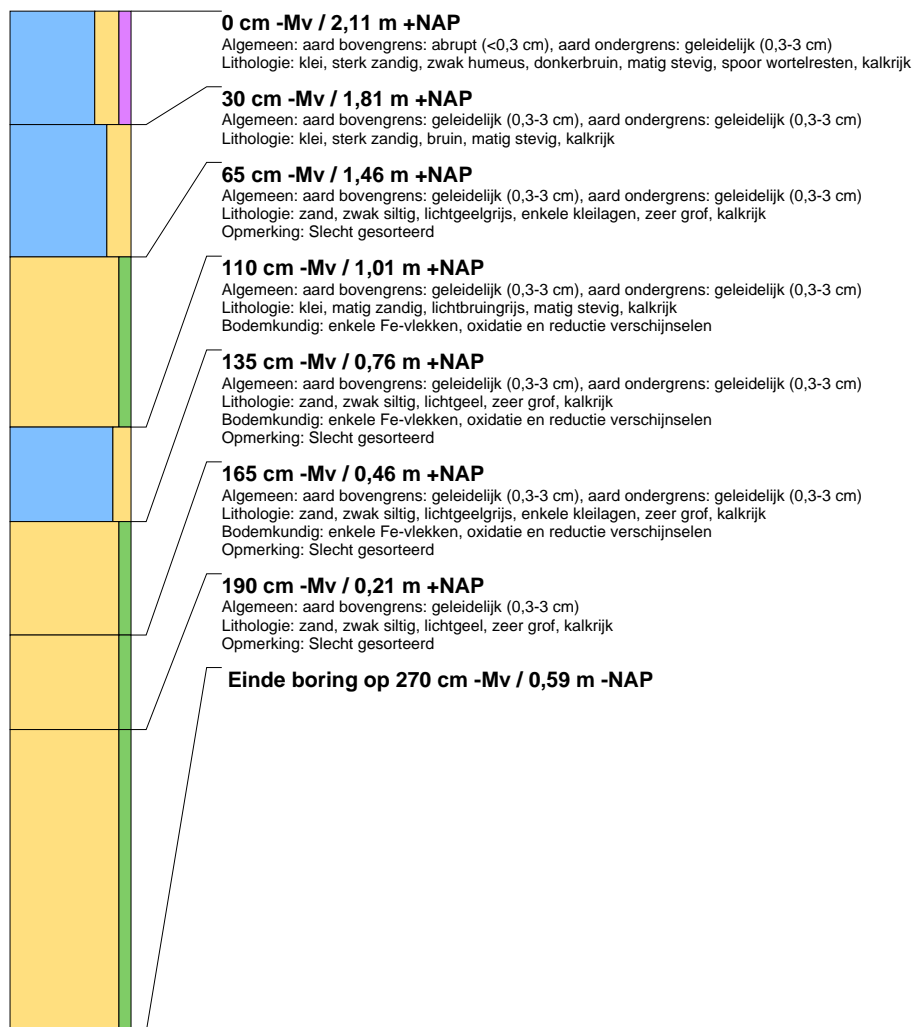 0 cm -Mv / 2,11 m +NAP
Algemeen: aard bovengrens: abrupt (<0,3 cm), aard ondergrens: geleidelijk (0,3-3 cm)
Lithologie: klei, sterk zandig, zwak humeus, donkerbruin, matig stevig, spoor wortelresten, kalkrijk
30 cm -Mv / 1,81 m +NAP
Algemeen: aard bovengrens: geleidelijk (0,3-3 cm), aard ondergrens: geleidelijk (0,3-3 cm)
Lithologie: klei, sterk zandig, bruin, matig stevig, kalkrijk
65 cm -Mv / 1,46 m +NAP
Algemeen: aard bovengrens: geleidelijk (0,3-3 cm), aard ondergrens: geleidelijk (0,3-3 cm)
Lithologie: zand, zwak siltig, lichtgeelgrijs, enkele kleilagen, zeer grof, kalkrijk
Opmerking: Slecht gesorteerd
110 cm -Mv / 1,01 m +NAP
Algemeen: aard bovengrens: geleidelijk (0,3-3 cm), aard ondergrens: geleidelijk (0,3-3 cm)
Lithologie: klei, matig zandig, lichtbruingrijs, matig stevig, kalkrijk
Bodemkundig: enkele Fe-vlekken, oxidatie en reductie verschijnselen
135 cm -Mv / 0,76 m +NAP
Algemeen: aard bovengrens: geleidelijk (0,3-3 cm), aard ondergrens: geleidelijk (0,3-3 cm)
Lithologie: zand, zwak siltig, lichtgeel, zeer grof, kalkrijk
Bodemkundig: enkele Fe-vlekken, oxidatie en reductie verschijnselen
Opmerking: Slecht gesorteerd
165 cm -Mv / 0,46 m +NAP
Algemeen: aard bovengrens: geleidelijk (0,3-3 cm), aard ondergrens: geleidelijk (0,3-3 cm)
Lithologie: zand, zwak siltig, lichtgeelgrijs, enkele kleilagen, zeer grof, kalkrijk
Bodemkundig: enkele Fe-vlekken, oxidatie en reductie verschijnselen
Opmerking: Slecht gesorteerd
190 cm -Mv / 0,21 m +NAP
Algemeen: aard bovengrens: geleidelijk (0,3-3 cm)
Lithologie: zand, zwak siltig, lichtgeel, zeer grof, kalkrijk
Opmerking: Slecht gesorteerd
Einde boring op 270 cm -Mv / 0,59 m -NAP